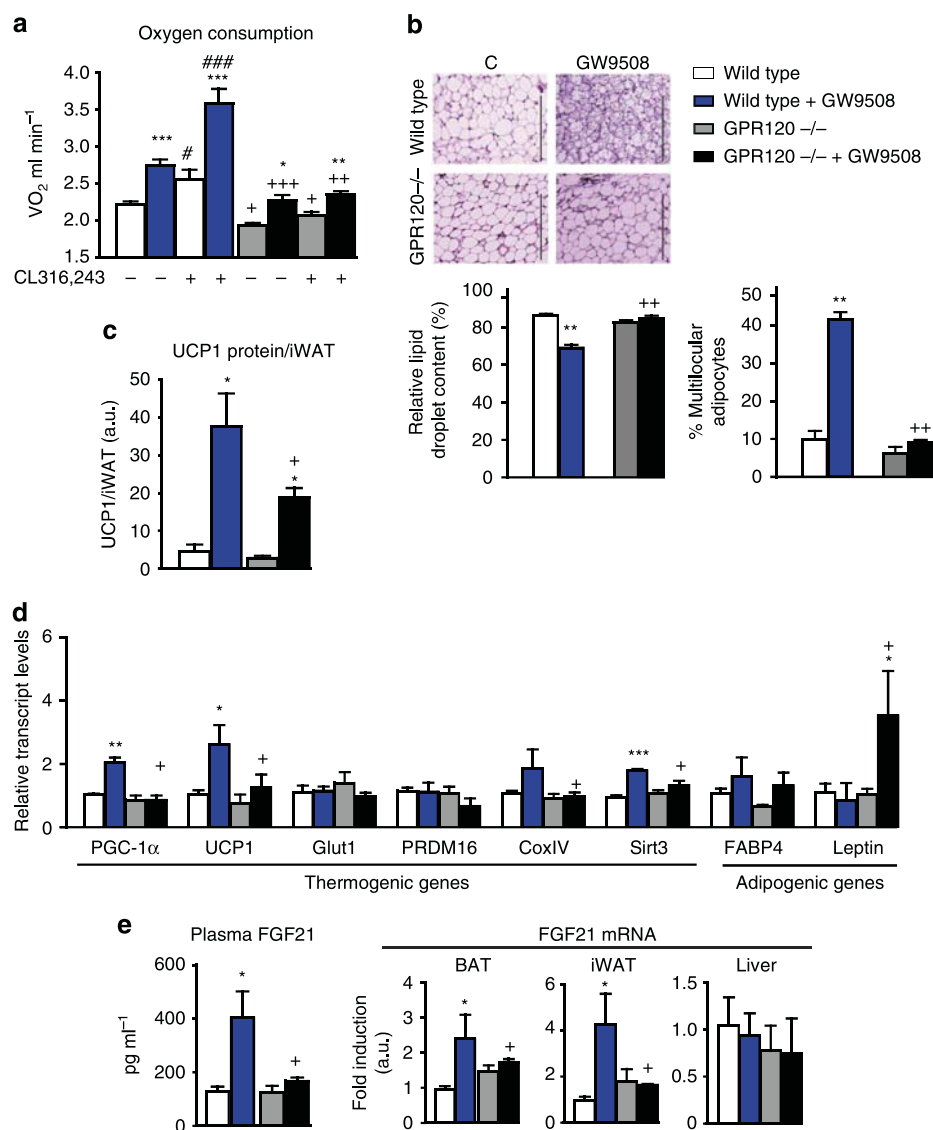 a
Oxygen consumption
VO2 ml min−1
4.0
3.5
3.0
2.5
2.0
1.5
***
#
###
***
+
*
+++
+
**
++
CL316,243 − − + + − − + +
b
C GW9508
Wild type
GPR120−/−
Wild type
Wild type + GW9508
GPR120 −/−
GPR120 −/− + GW9508
Relative lipid
droplet content (%)
100
80
60
40
20
0
**
++
% Multilocular
adipocytes
50
40
30
20
10
0
**
++
c
UCP1 protein/iWAT
UCP1/iWAT (a.u.)
50
40
30
20
10
0
*
+
*
d
Relative transcript levels
6
4
2
0
**
+
*
+
+
***
+
+
*
PGC-1α UCP1 Glut1 PRDM16 CoxIV Sirt3 FABP4 Leptin
Thermogenic genes Adipogenic genes
e
Plasma FGF21
pg ml−1
600
400
200
0
*
+
FGF21 mRNA
Fold induction
(a.u.)
BAT
4
3
2
1
0
*
+
iWAT
6
4
2
0
*
+
Liver
1.5
1.0
0.5
0